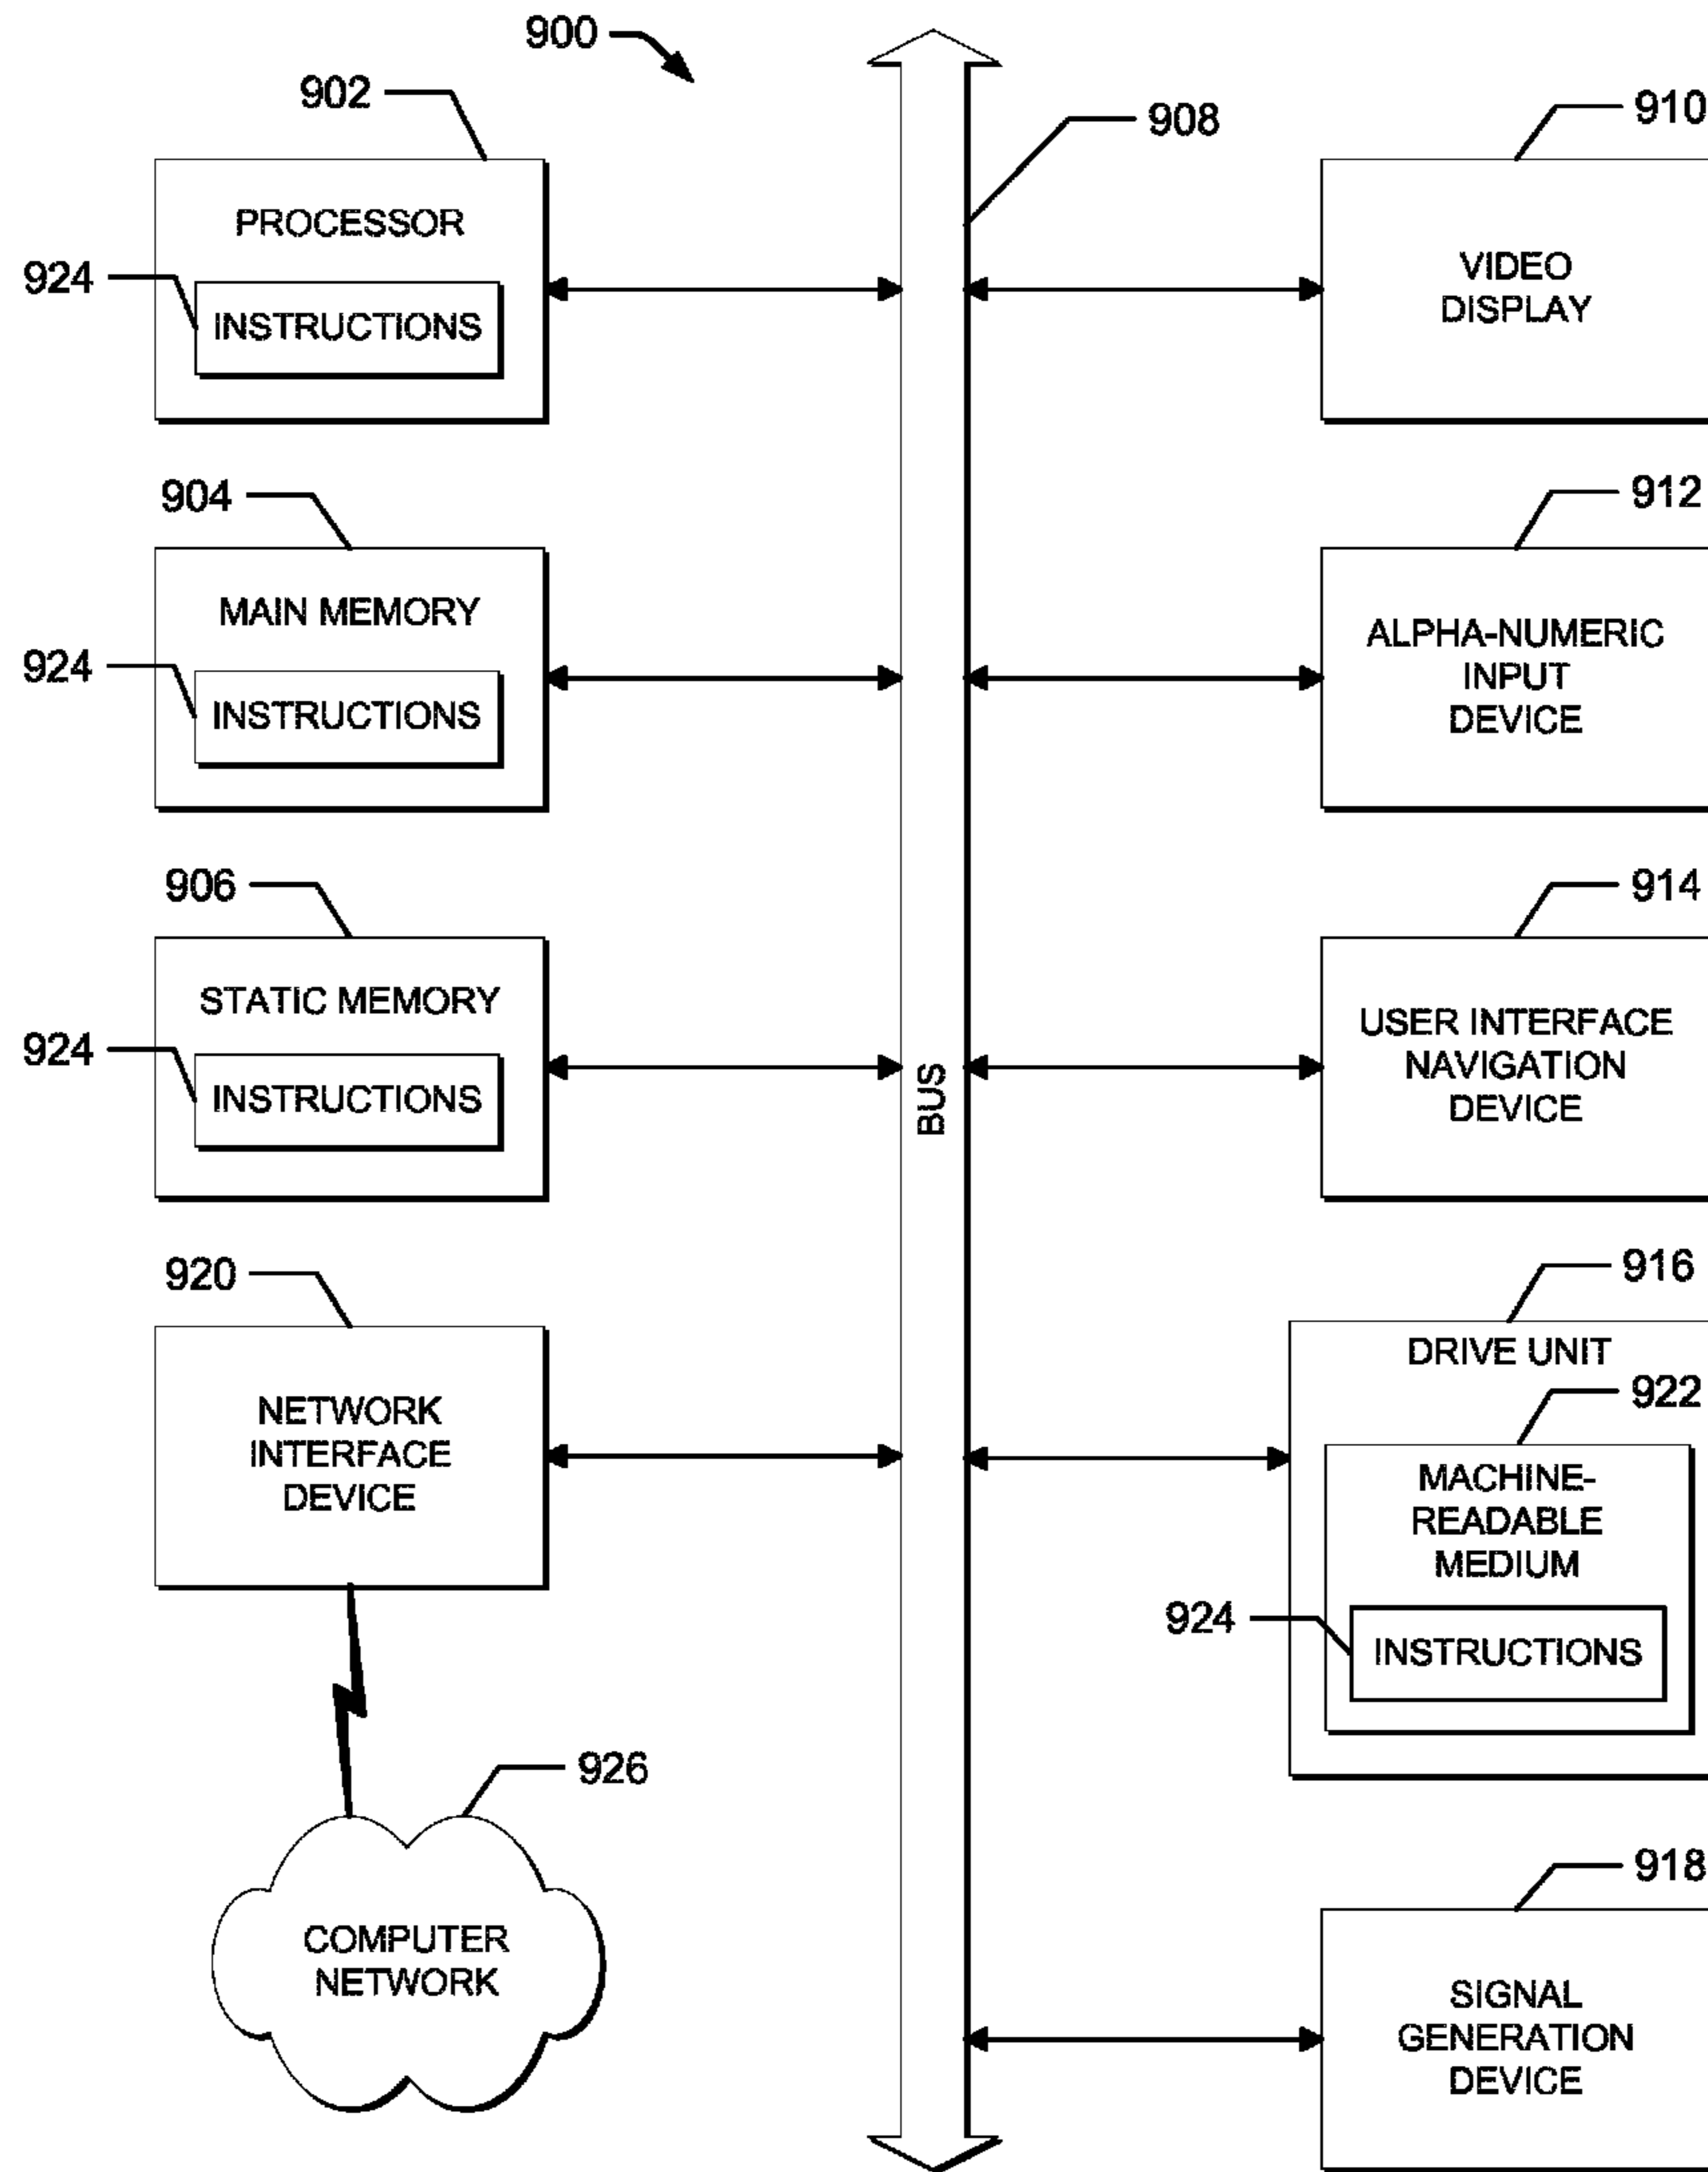 900
902
PROCESSOR
924
INSTRUCTIONS
904
MAIN MEMORY
924
INSTRUCTIONS
906
STATIC MEMORY
924
INSTRUCTIONS
920
NETWORK
INTERFACE
DEVICE
926
COMPUTER
NETWORK
908
BUS
910
VIDEO
DISPLAY
912
ALPHA-NUMERIC
INPUT
DEVICE
914
USER INTERFACE
NAVIGATION
DEVICE
916
DRIVE UNIT
922
MACHINE-
READABLE
MEDIUM
924
INSTRUCTIONS
918
SIGNAL
GENERATION
DEVICE